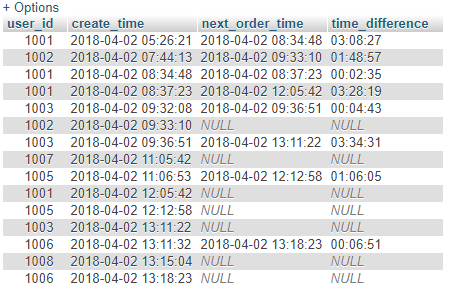 + Options
user_id create_time next_order_time time_difference
1001 2018-04-02 05:26:21 2018-04-02 08:34:48 03:08:27
1002 2018-04-02 07:44:13 2018-04-02 09:33:10 01:48:57
1001 2018-04-02 08:34:48 2018-04-02 08:37:23 00:02:35
1001 2018-04-02 08:37:23 2018-04-02 12:05:42 03:28:19
1003 2018-04-02 09:32:08 2018-04-02 09:36:51 00:04:43
1002 2018-04-02 09:33:10 NULL NULL
1003 2018-04-02 09:36:51 2018-04-02 13:11:22 03:34:31
1007 2018-04-02 11:05:42 NULL NULL
1005 2018-04-02 11:06:53 2018-04-02 12:12:58 01:06:05
1001 2018-04-02 12:05:42 NULL NULL
1005 2018-04-02 12:12:58 NULL NULL
1003 2018-04-02 13:11:22 NULL NULL
1006 2018-04-02 13:11:32 2018-04-02 13:18:23 00:06:51
1008 2018-04-02 13:15:04 NULL NULL
1006 2018-04-02 13:18:23 NULL NULL